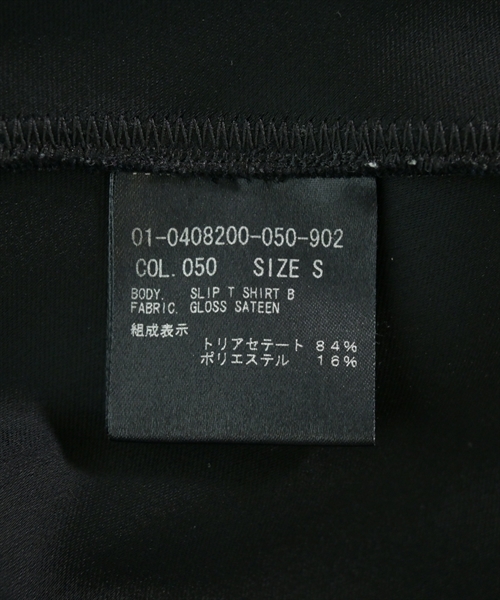 01-0408200-050-902
COL.050 SIZE S
BODY. SLIP T SHIRT B
FABRIC. GLOSS SATEEN
組成表示
トリアセテート 84%
ポリエステル 16%